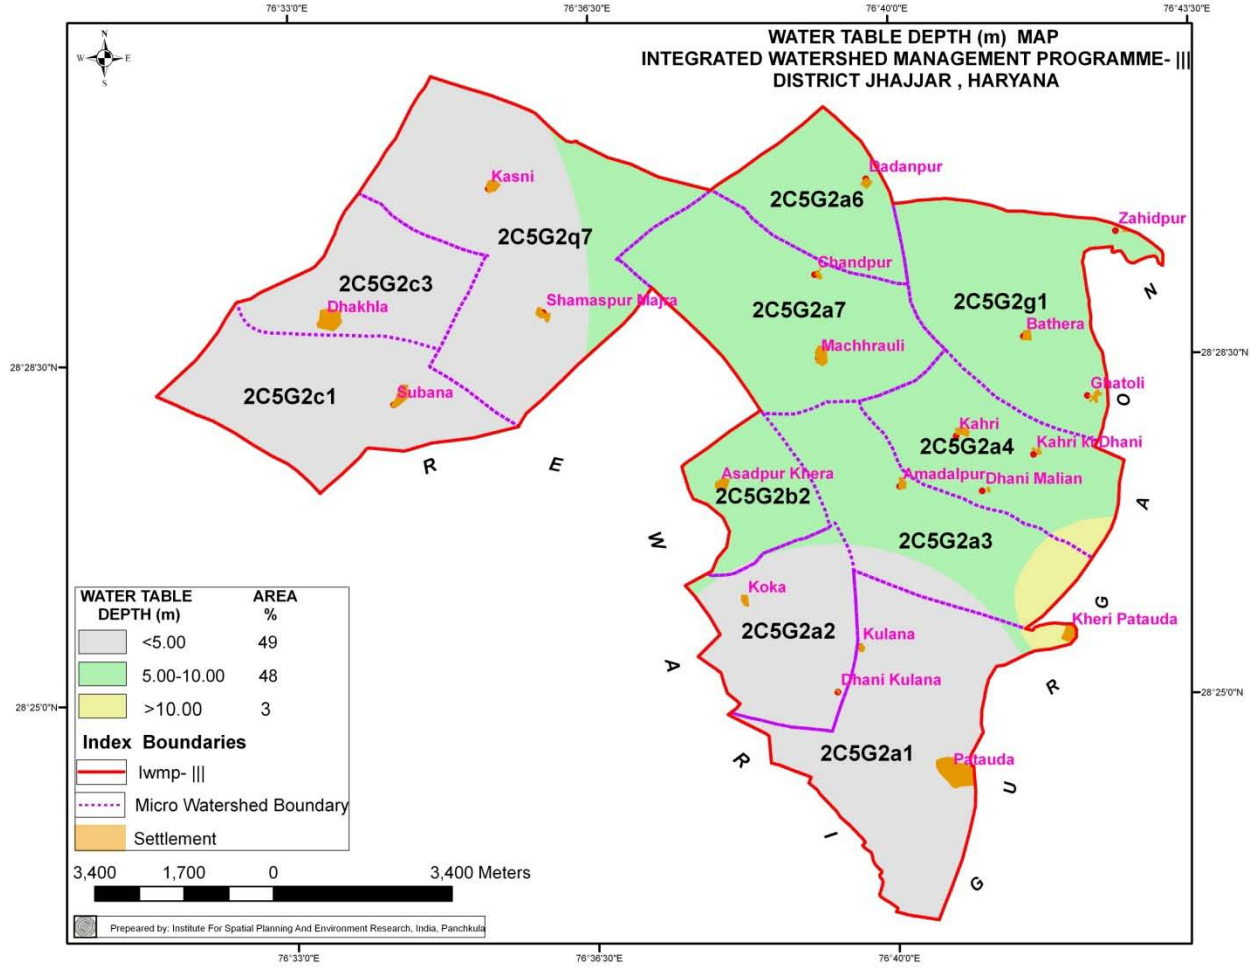 76°33'0"E
76°36'30"E
76°40'0"E
76°43'30"E
N
W E
S
WATER TABLE DEPTH (m) MAP
INTEGRATED WATERSHED MANAGEMENT PROGRAMME- |||
DISTRICT JHAJJAR , HARYANA
Kasni
Dadanpur
2C5G2a6
Zahidpur
2C5G2q7
Chandpur
2C5G2c3
2C5G2g1
N
Dhakhla
Shamaspur Majra
2C5G2a7
Bathera
Machhrauli
28°28'30"N
28°28'30"N
2C5G2c1
Subana
Ghatoli
O
Kahri
2C5G2a4
Kahri ki Dhani
R
E
Asadpur Khera
Amadalpur
Dhani Malian
2C5G2b2
A
W
2C5G2a3
Koka
G
Kheri Patauda
2C5G2a2
Kulana
A
Dhani Kulana
R
28°25'0"N
28°25'0"N
2C5G2a1
R
Patauda
U
I
G
WATER TABLE AREA
DEPTH (m) %
<5.00 49
5.00-10.00 48
>10.00 3
Index Boundaries
Iwmp- |||
Micro Watershed Boundary
Settlement
3,400 1,700 0 3,400 Meters
Prepeared by: Institute For Spatial Planning And Environment Research, India, Panchkula
76°33'0"E
76°36'30"E
76°40'0"E